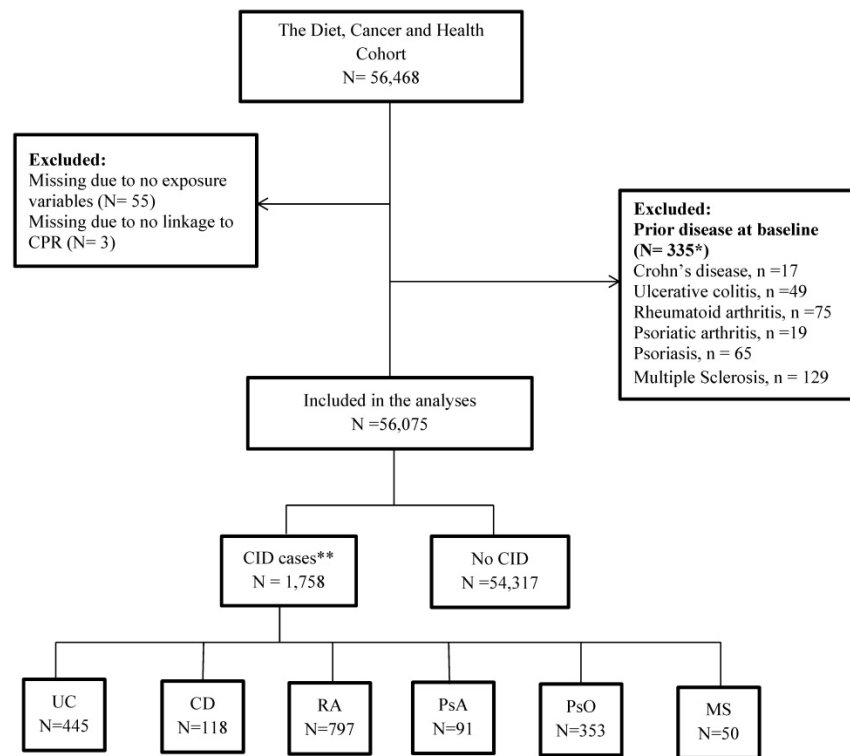 The Diet, Cancer and Health
Cohort
N= 56,468
Excluded:
Missing due to no exposure
variables (N= 55)
Missing due to no linkage to
CPR (N= 3)
Excluded:
Prior disease at baseline
(N= 335*)
Crohn's disease, n =17
Ulcerative colitis, n =49
Rheumatoid arthritis, n =75
Psoriatic arthritis, n =19
Psoriasis, n = 65
Multiple Sclerosis, n = 129
Included in the analyses
N =56,075
CID cases**
N = 1,758
No CID
N =54,317
UC
N=445
CD
N=118
RA
N=797
PsA
N=91
PsO
N=353
MS
N=50